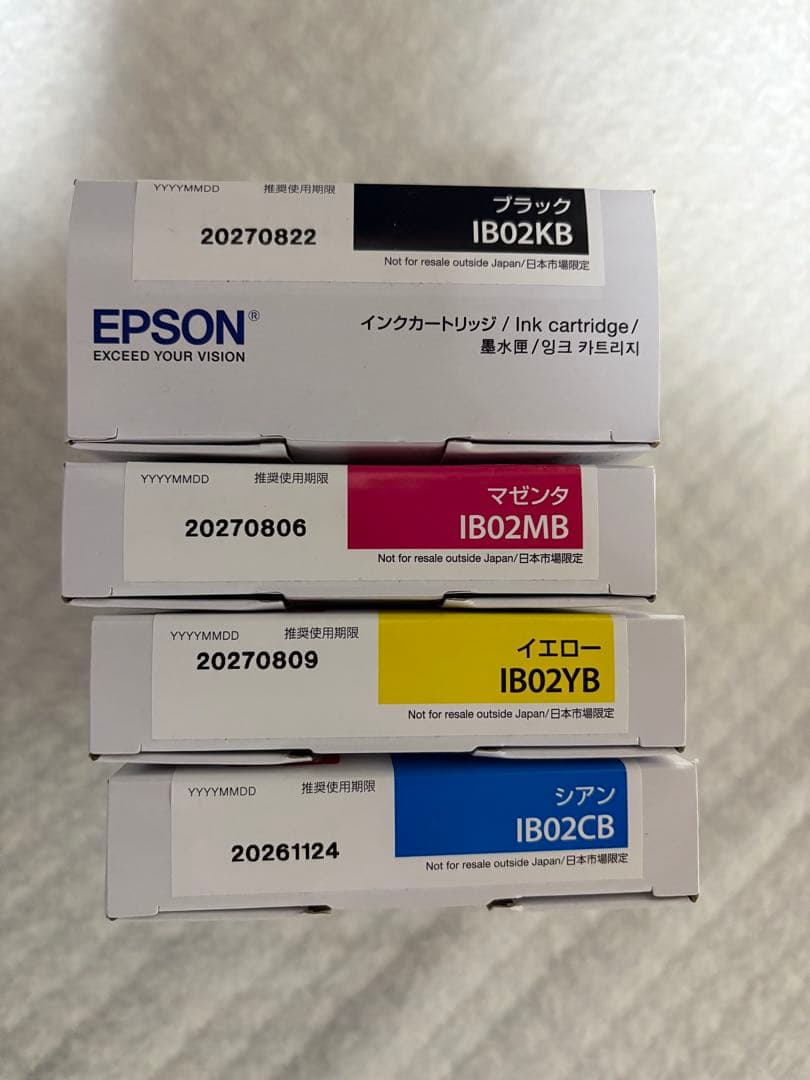 YYYYMMDD 推奨使用期限
20270822
ブラック
IB02KB
Not for resale outside Japan/日本市場限定
EPSON®
EXCEED YOUR VISION
インクカートリッジ / Ink cartridge /
墨水匣 / 잉크 카트리지
YYYYMMDD 推奨使用期限
20270806
マゼンタ
IB02MB
Not for resale outside Japan/日本市場限定
YYYYMMDD 推奨使用期限
20270809
イエロー
IB02YB
Not for resale outside Japan/日本市場限定
YYYYMMDD 推奨使用期限
20261124
シアン
IB02CB
Not for resale outside Japan/日本市場限定